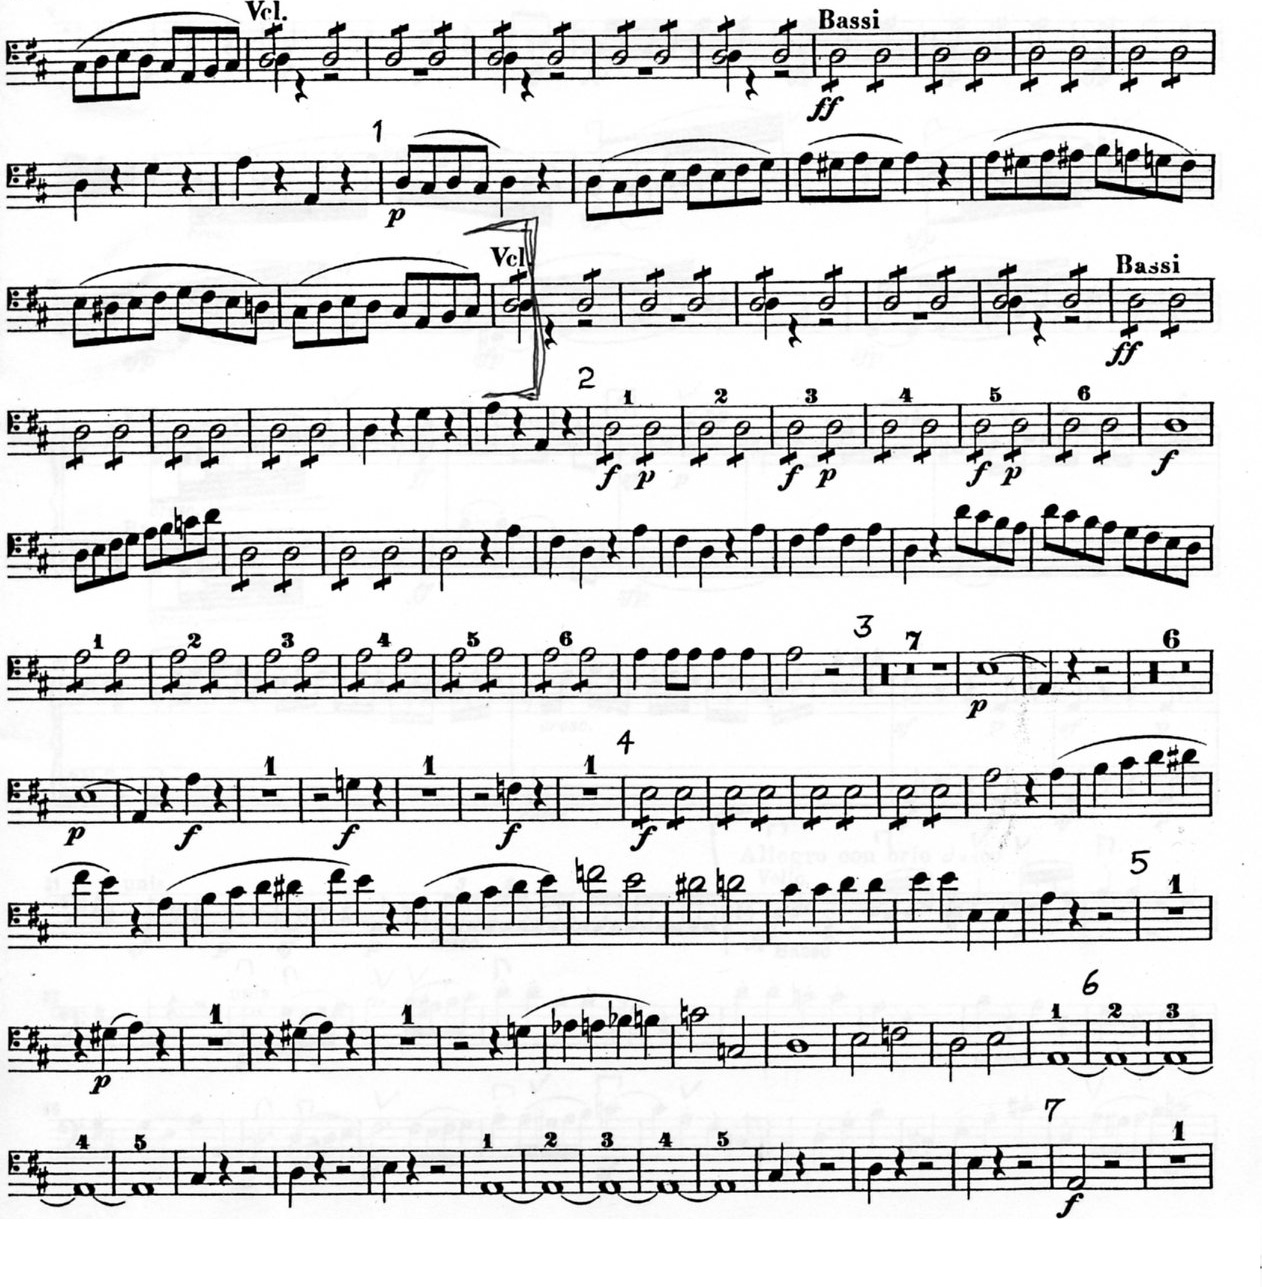 Vcl. Bassi
ff
1
p
Vcl. Bassi
ff
2
1 2 3 4 5 6
f p f p f p f
1 2 3 4 5 6 3 7 6
p
4
1 1 1
p f f f f
5
1
6
1 1 1 2 3
p
7
4 5 1 2 3 4 5 1
f